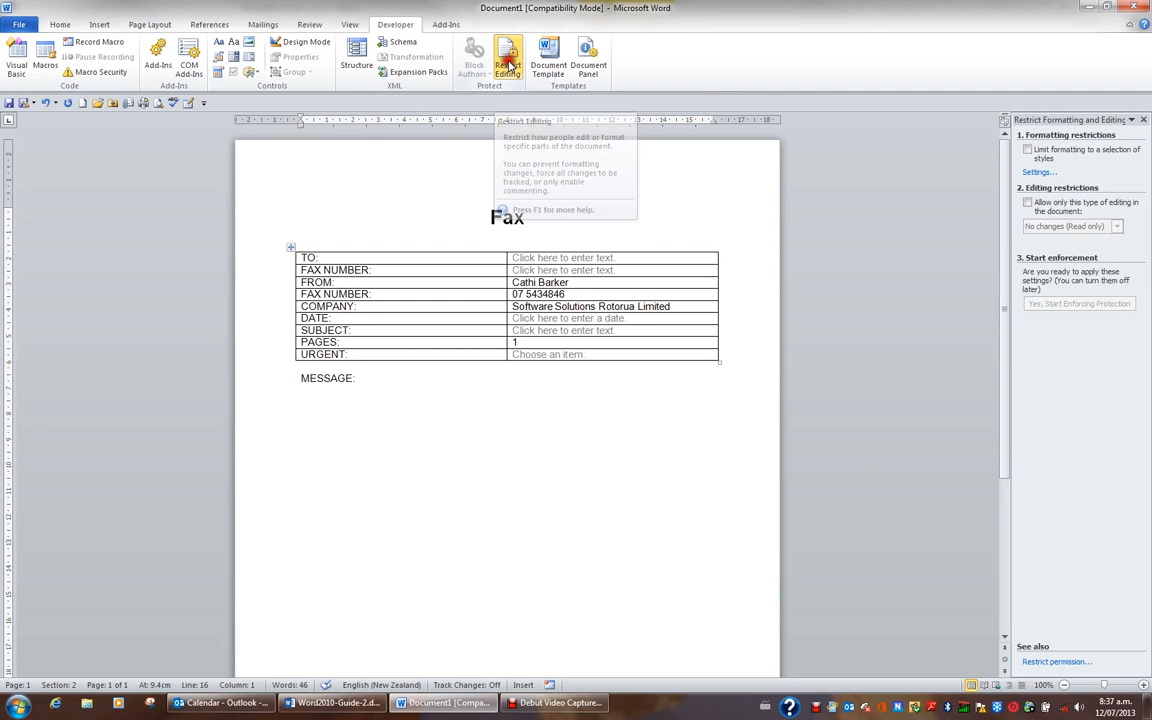 Document1 [Compatibility Mode] - Microsoft Word
File Home Insert Page Layout References Mailings Review View Developer Add-Ins
Visual Basic
Macros
Record Macro
Pause Recording
Macro Security
Code
Add-Ins
COM Add-Ins
Add-Ins
Aa Aa
Design Mode
Properties
Group
Controls
Structure
Schema
Transformation
Expansion Packs
XML
Block Authors
Restrict Editing
Protect
Document Template
Document Panel
Templates
Restrict Editing
Restrict how people edit or format
specific parts of the document.
You can prevent formatting
changes, force all changes to be
tracked, or only enable
commenting.
Press F1 for more help.
Fax
TO: Click here to enter text.
FAX NUMBER: Click here to enter text.
FROM: Cathi Barker
FAX NUMBER: 07 5434846
COMPANY: Software Solutions Rotorua Limited
DATE: Click here to enter a date.
SUBJECT: Click here to enter text.
PAGES: 1
URGENT: Choose an item.
MESSAGE:
Restrict Formatting and Editing
1. Formatting restrictions
Limit formatting to a selection of
styles
Settings...
2. Editing restrictions
Allow only this type of editing in
the document:
No changes (Read only)
3. Start enforcement
Are you ready to apply these
settings? (You can turn them off
later)
Yes, Start Enforcing Protection
See also
Restrict permission...
Page: 1 Section: 2 Page: 1 of 1 At: 9.4cm Line: 16 Column: 1 Words: 46 English (New Zealand) Track Changes: Off Insert 100%
Calendar - Outlook - ... Word2010-Guide-2.d... Document1 [Compa... Debut Video Capture...
8:37 a.m.
12/07/2013